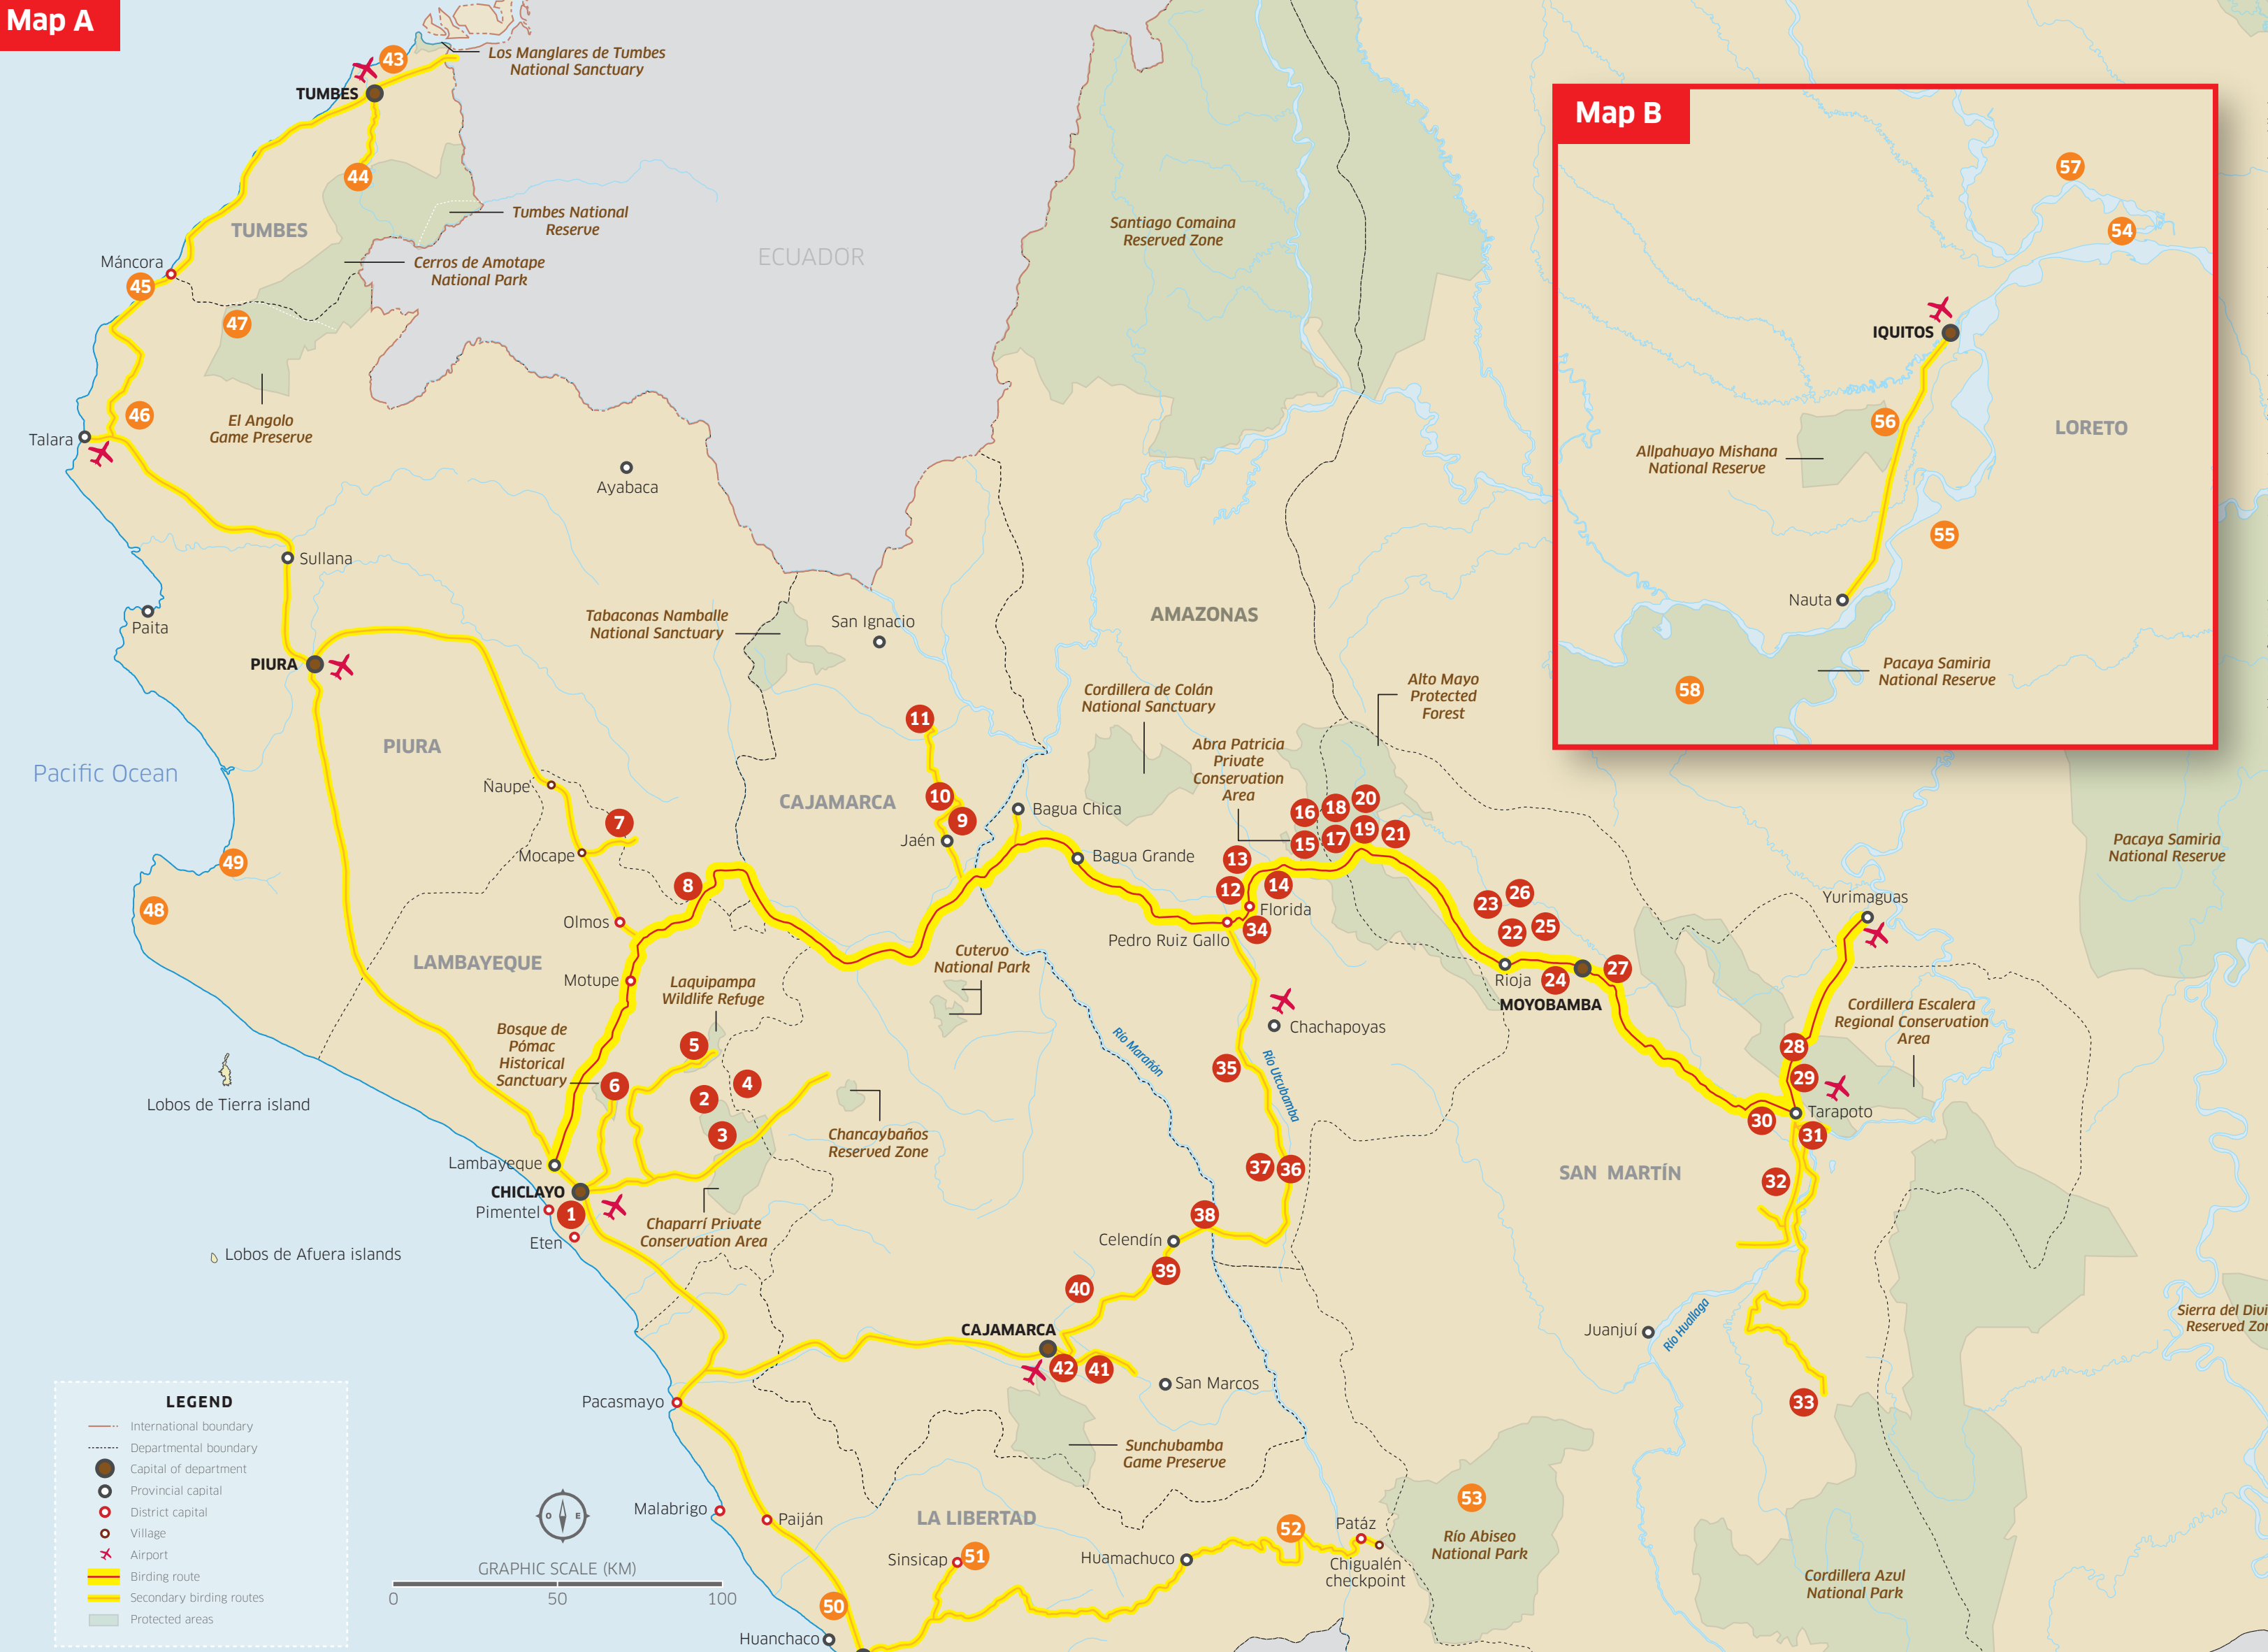 Map A
43
Los Manglares de Tumbes
National Sanctuary
TUMBES
44
Tumbes National
Reserve
TUMBES
Cerros de Amotape
National Park
Máncora
45
47
El Angolo
Game Preserve
46
Talara
ECUADOR
Santiago Comaina
Reserved Zone
Ayabaca
Sullana
Paita
PIURA
PIURA
Pacific Ocean
Tabaconas Namballe
National Sanctuary
San Ignacio
AMAZONAS
11
Cordillera de Colán
National Sanctuary
Alto Mayo
Protected
Forest
Abra Patricia
Private
Conservation
Area
Ñaupe
CAJAMARCA
10
9
Jaén
Bagua Chica
7
Mocape
Bagua Grande
16
18
20
15
17
19
21
13
12
14
Florida
34
Pedro Ruiz Gallo
49
48
8
Olmos
LAMBAYEQUE
Motupe
Cutervo
National Park
Laquipampa
Wildlife Refuge
23
26
22
25
Rioja
24
27
MOYOBAMBA
Chachapoyas
Río Marañón
Río Utcubamba
35
Bosque de
Pómac
Historical
Sanctuary
5
6
2
4
3
Chancaybaños
Reserved Zone
Lobos de Tierra island
Lambayeque
CHICLAYO
Pimentel
1
Eten
Chaparrí Private
Conservation Area
Lobos de Afuera islands
37
36
38
Celendín
39
40
CAJAMARCA
42
41
San Marcos
Sunchubamba
Game Preserve
Pacasmayo
Malabrigo
Paiján
LA LIBERTAD
Sinsicap
51
50
Huanchaco
Huamachuco
52
Patáz
Chigualén
checkpoint
53
Río Abiseo
National Park
Yurimaguas
Cordillera Escalera
Regional Conservation
Area
28
29
Tarapoto
30
31
32
SAN MARTÍN
Juanjuí
Río Huallaga
33
Cordillera Azul
National Park
Pacaya Samiria
National Reserve
Sierra del Divi
Reserved Zon
Map B
57
54
IQUITOS
56
LORETO
Allpahuayo Mishana
National Reserve
55
Nauta
Pacaya Samiria
National Reserve
58
LEGEND
International boundary
Departmental boundary
Capital of department
Provincial capital
District capital
Village
Airport
Birding route
Secondary birding routes
Protected areas
O E
GRAPHIC SCALE (KM)
0 50 100